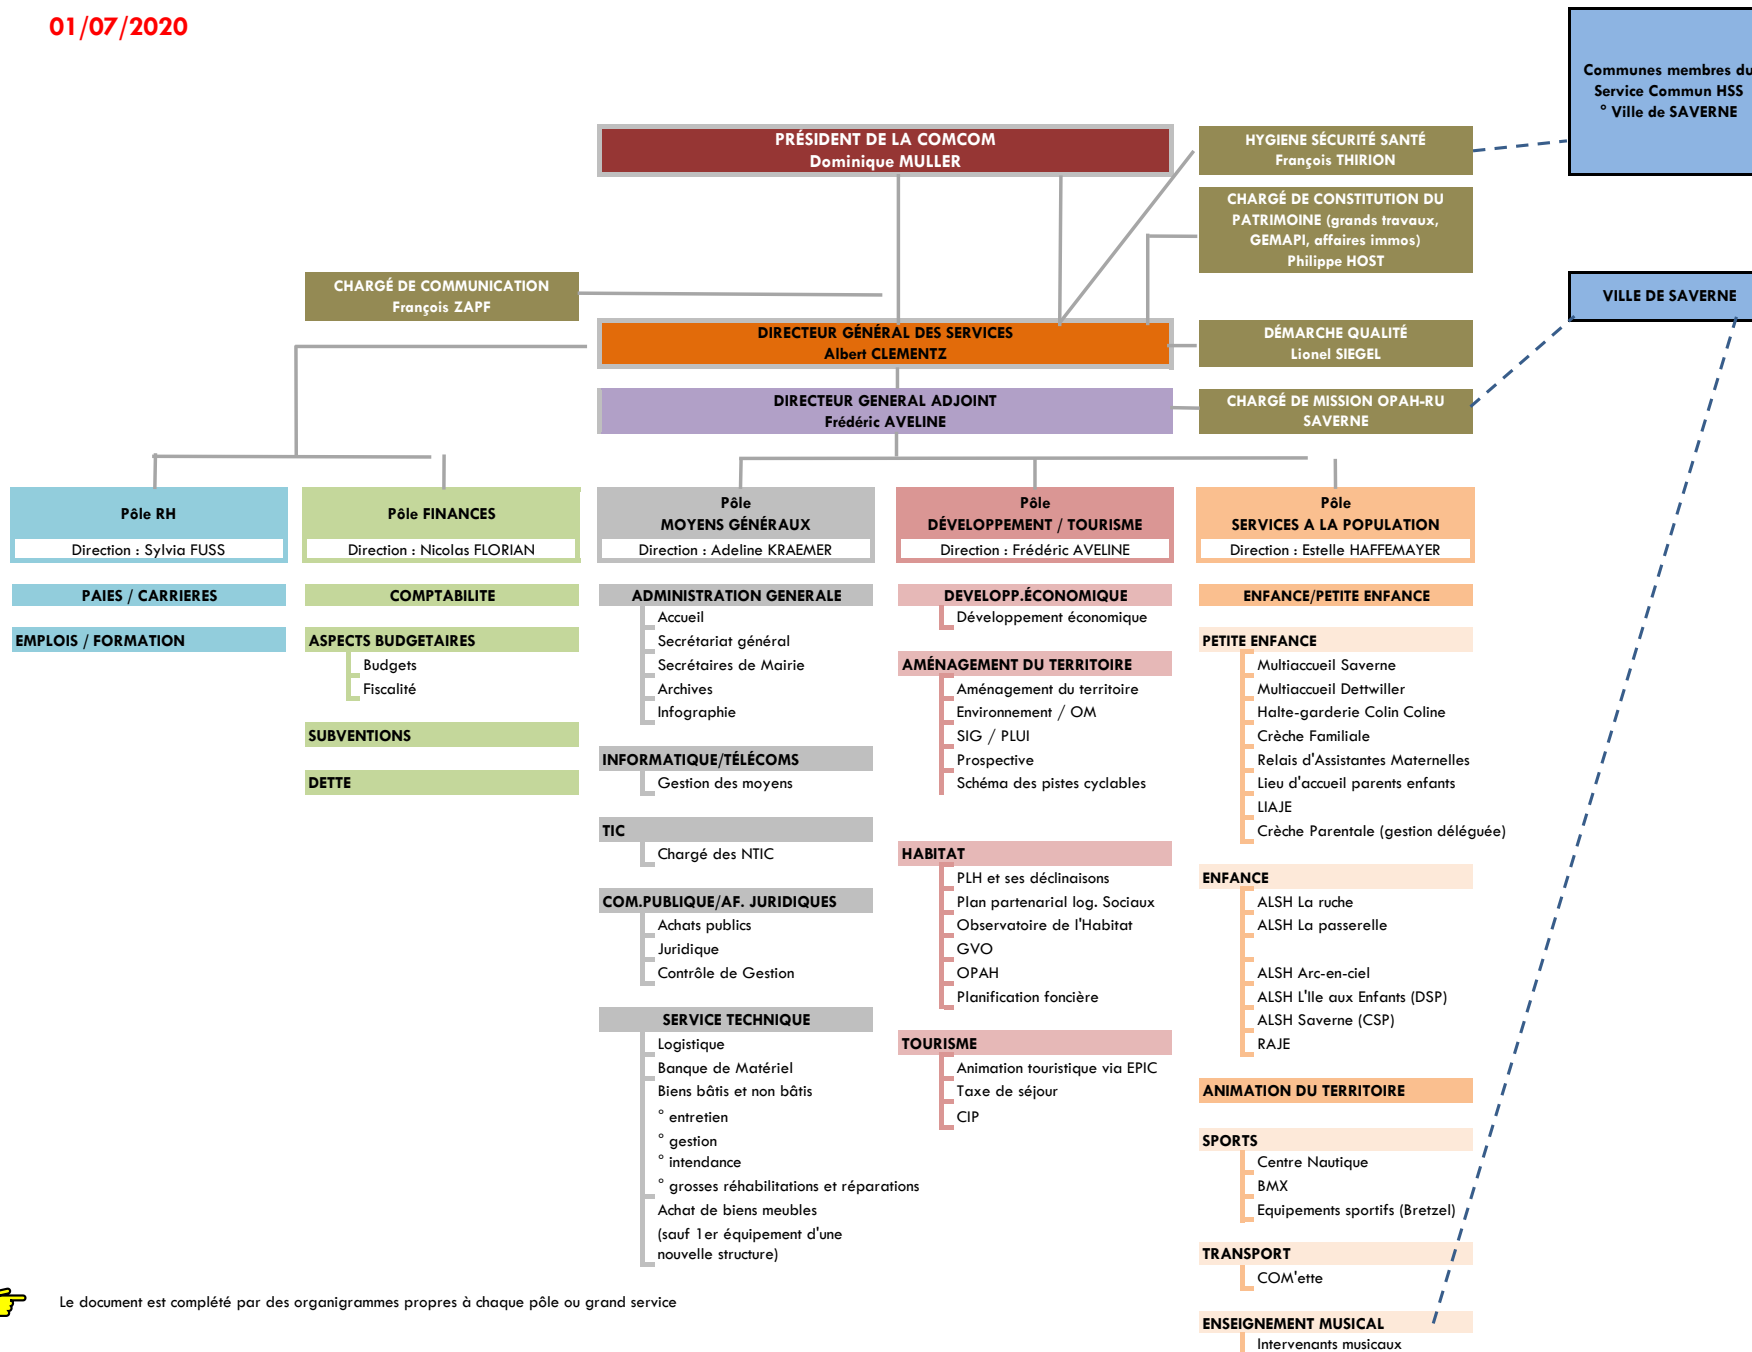 01/07/2020
Communes membres du
Service Commun HSS
° Ville de SAVERNE
PRÉSIDENT DE LA COMCOM
Dominique MULLER
HYGIENE SÉCURITÉ SANTÉ
François THIRION
CHARGÉ DE CONSTITUTION DU
PATRIMOINE (grands travaux,
GEMAPI, affaires immos)
Philippe HOST
CHARGÉ DE COMMUNICATION
François ZAPF
VILLE DE SAVERNE
DIRECTEUR GÉNÉRAL DES SERVICES
Albert CLEMENTZ
DÉMARCHE QUALITÉ
Lionel SIEGEL
DIRECTEUR GENERAL ADJOINT
Frédéric AVELINE
CHARGÉ DE MISSION OPAH-RU
SAVERNE
Pôle RH
Direction : Sylvia FUSS
PAIES / CARRIERES
EMPLOIS / FORMATION
Pôle FINANCES
Direction : Nicolas FLORIAN
COMPTABILITE
ASPECTS BUDGETAIRES
Budgets
Fiscalité
SUBVENTIONS
DETTE
Pôle
MOYENS GÉNÉRAUX
Direction : Adeline KRAEMER
ADMINISTRATION GENERALE
Accueil
Secrétariat général
Secrétaires de Mairie
Archives
Infographie
INFORMATIQUE/TÉLÉCOMS
Gestion des moyens
TIC
Chargé des NTIC
COM.PUBLIQUE/AF. JURIDIQUES
Achats publics
Juridique
Contrôle de Gestion
SERVICE TECHNIQUE
Logistique
Banque de Matériel
Biens bâtis et non bâtis
° entretien
° gestion
° intendance
° grosses réhabilitations et réparations
Achat de biens meubles
(sauf 1er équipement d'une
nouvelle structure)
Pôle
DÉVELOPPEMENT / TOURISME
Direction : Frédéric AVELINE
DEVELOPP.ÉCONOMIQUE
Développement économique
AMÉNAGEMENT DU TERRITOIRE
Aménagement du territoire
Environnement / OM
SIG / PLUI
Prospective
Schéma des pistes cyclables
HABITAT
PLH et ses déclinaisons
Plan partenarial log. Sociaux
Observatoire de l'Habitat
GVO
OPAH
Planification foncière
TOURISME
Animation touristique via EPIC
Taxe de séjour
CIP
Pôle
SERVICES A LA POPULATION
Direction : Estelle HAFFEMAYER
ENFANCE/PETITE ENFANCE
PETITE ENFANCE
Multiaccueil Saverne
Multiaccueil Dettwiller
Halte-garderie Colin Coline
Crèche Familiale
Relais d'Assistantes Maternelles
Lieu d'accueil parents enfants
LIAJE
Crèche Parentale (gestion déléguée)
ENFANCE
ALSH La ruche
ALSH La passerelle
ALSH Arc-en-ciel
ALSH L'Ile aux Enfants (DSP)
ALSH Saverne (CSP)
RAJE
ANIMATION DU TERRITOIRE
SPORTS
Centre Nautique
BMX
Equipements sportifs (Bretzel)
TRANSPORT
COM'ette
ENSEIGNEMENT MUSICAL
Intervenants musicaux
Le document est complété par des organigrammes propres à chaque pôle ou grand service